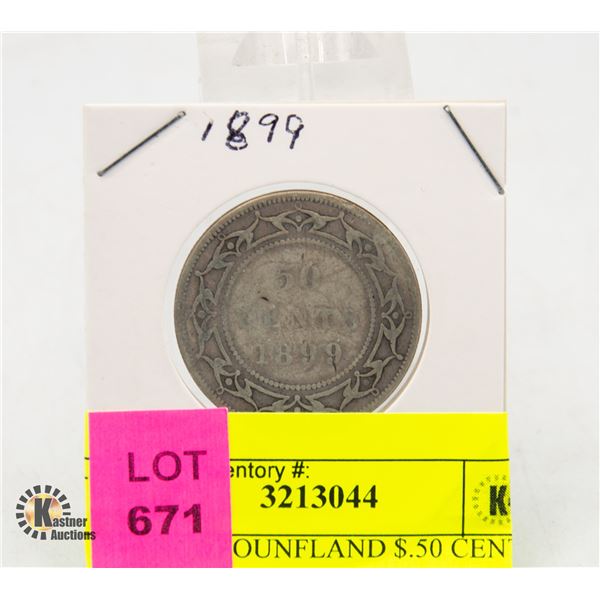 1899
50
CENTS
1899
LOT
671
entory #:
3213044
K
OUNFLAND $.50 CENT
Kastner
Auctions